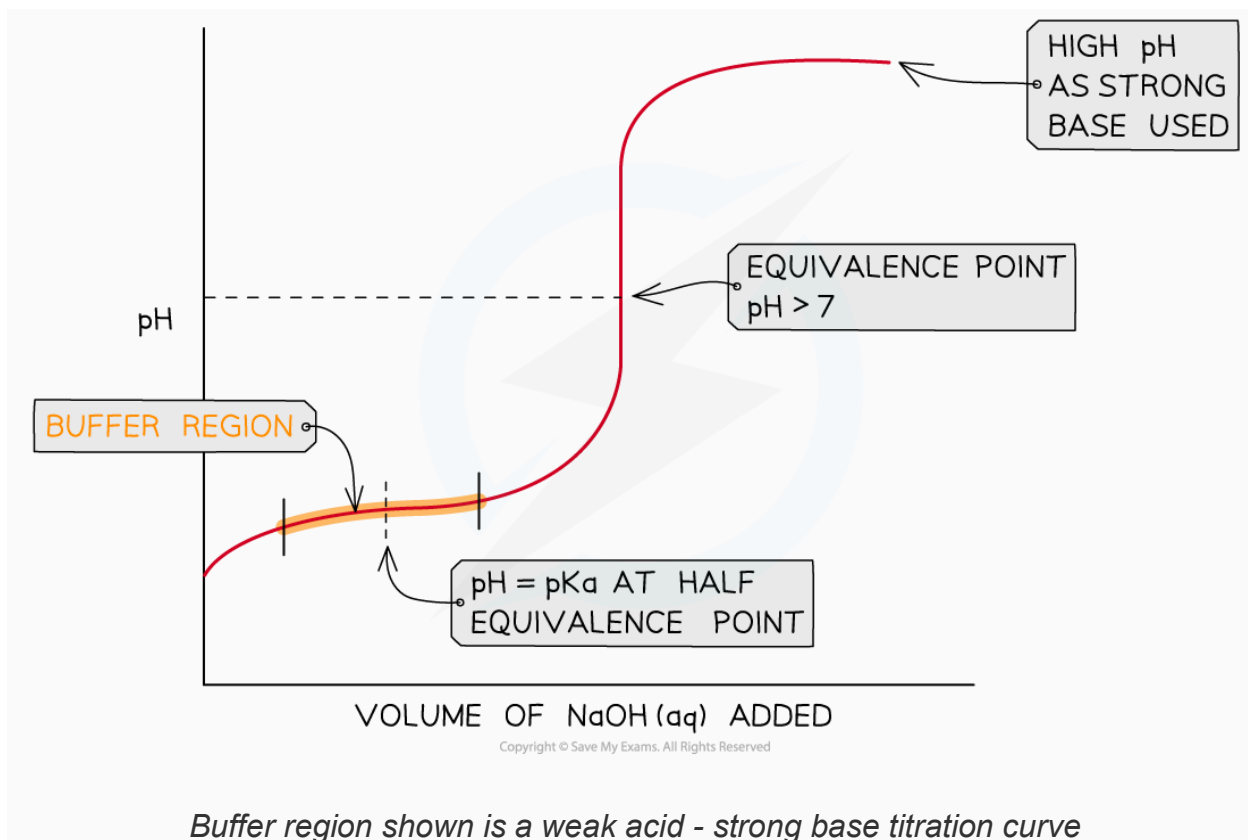 HIGH pH
AS STRONG
BASE USED
EQUIVALENCE POINT
pH > 7
pH
BUFFER REGION
pH = pKa AT HALF
EQUIVALENCE POINT
VOLUME OF NaOH (aq) ADDED
Copyright © Save My Exams. All Rights Reserved
Buffer region shown is a weak acid - strong base titration curve